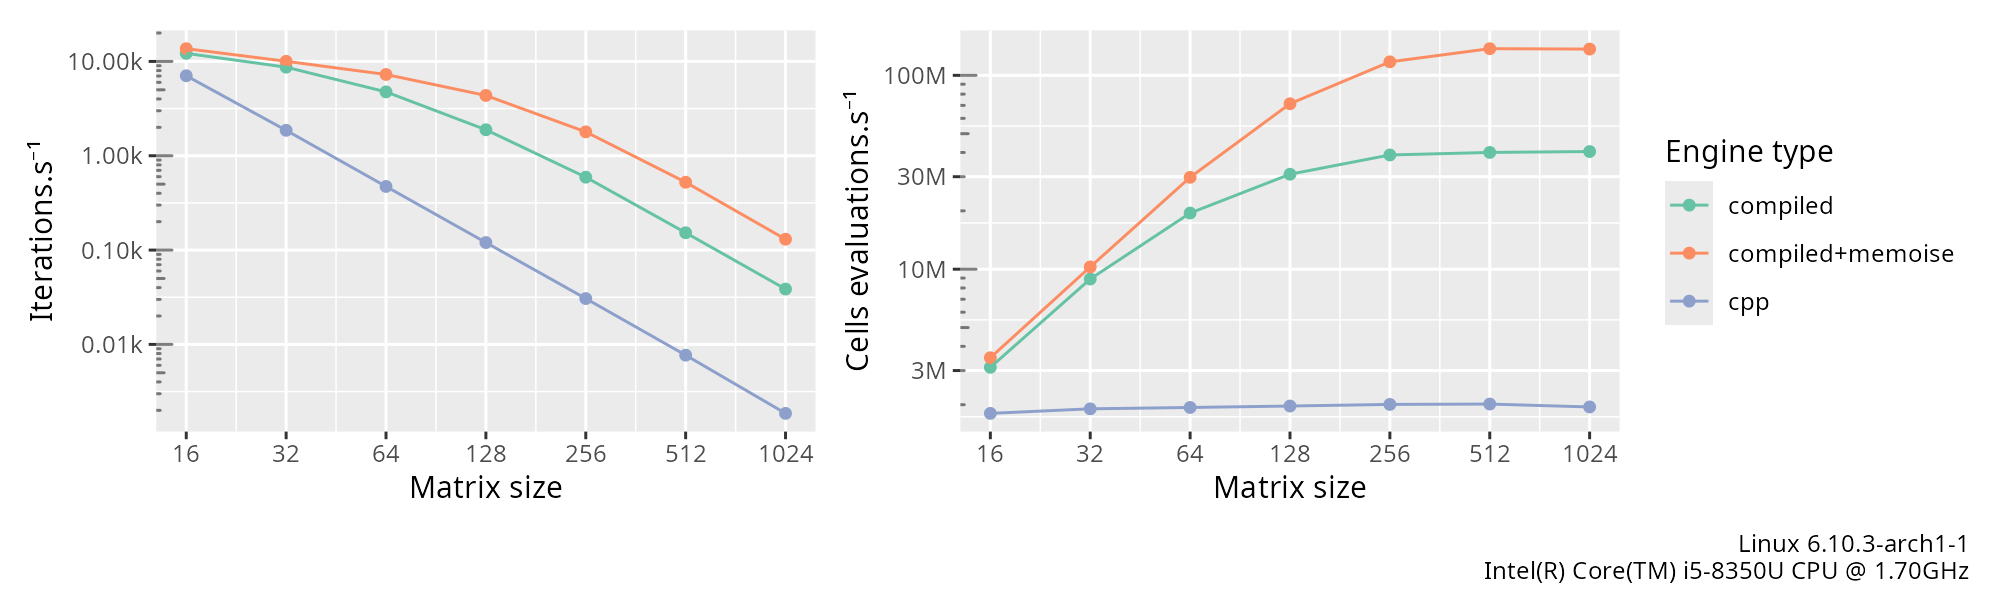 Iterations.s⁻¹
10.00k
1.00k
0.10k
0.01k
16 32 64 128 256 512 1024
Matrix size
Cells evaluations.s⁻¹
100M
30M
10M
3M
16 32 64 128 256 512 1024
Matrix size
Engine type
compiled
compiled+memoise
cpp
Linux 6.10.3-arch1-1
Intel(R) Core(TM) i5-8350U CPU @ 1.70GHz